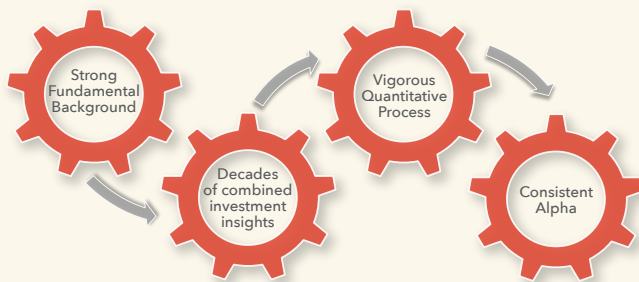 Strong
Fundamental
Background
Decades
of combined
investment
insights
Vigorous
Quantitative
Process
Consistent
Alpha